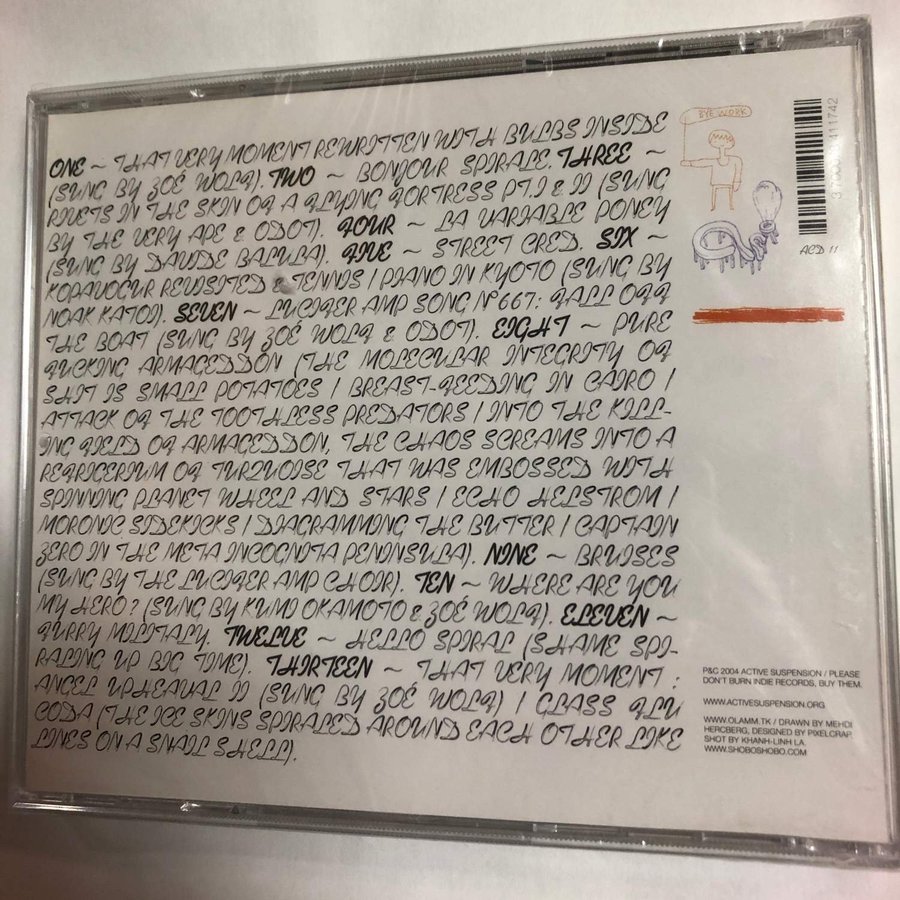 ONE ~ THAT VERY MOMENT REWRITTEN WITH BULBS INSIDE
(SUNG BY ZOÉ WOLF). TWO ~ BONJOUR SPIRALE. THREE ~
RIVETS IN THE SKIN OF A FLYING FORTRESS PT.I & II (SUNG
BY THE VERY APE & ODOT). FOUR ~ LA VARIABLE PONEY
(SUNG BY DAVIDE BALULA). FIVE ~ STREET CRED. SIX ~
KOPAVOGUR REVISITED & TENNIS / PIANO IN KYOTO (SUNG BY
NOAK KATOI). SEVEN ~ LUCIFER AMP SONG Nº667: FALL OFF
THE BOAT (SUNG BY ZOÉ WOLF & ODOT). EIGHT ~ PURE
FUCKING ARMAGEDDON (THE MOLECULAR INTEGRITY OF
SHIT IS SMALL POTATOES / BREAST-FEEDING IN CAIRO /
ATTACK OF THE TOOTHLESS PREDATORS / INTO THE KILL-
ING FIELD OF ARMAGEDDON, THE CHAOS SCREAMS INTO A
REFRIGERIUM OF TURQUOISE THAT WAS EMBOSSED WITH
SPINNING PLANET WHEEL AND STARS / ECHO HELSTROM /
MORONIC SIDEKICKS / DIAGRAMMING THE BUTTER / CAPTAIN
ZERO IN THE META INCOGNITA PENINSULA). NINE ~ BRUISES
(SUNG BY THE LUCIFER AMP CHOIR). TEN ~ WHERE ARE YOU
MY HERO? (SUNG BY KUMI OKAMOTO & ZOÉ WOLF). ELEVEN ~
FURRY MILITALY. TWELVE ~ HELLO SPIRAL (SHAME SPI-
RALING UP BIG TIME). THIRTEEN ~ THAT VERY MOMENT :
ANGEL UPHEAVAL II (SUNG BY ZOÉ WOLF) / GLASS FLU
CODA (THE ICE SKINS SPIRALED AROUND EACH OTHER LIKE
LINES ON A SNAIL SHELL).
BYE WORK
411742
ACD 11
P&C 2004 ACTIVE SUSPENSION / PLEASE
DON'T BURN INDIE RECORDS, BUY THEM.
WWW.ACTIVESUSPENSION.ORG
WWW.OLAMM.TK / DRAWN BY MEHDI
HERCBERG, DESIGNED BY PIXELCRAP.
SHOT BY KHANH-LINH LA.
WWW.SHOBOSHOBO.COM